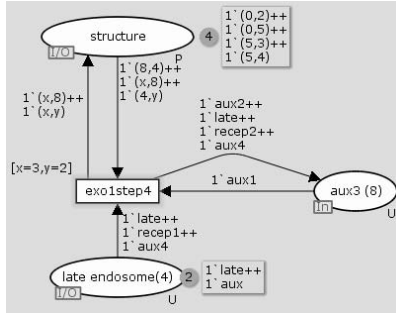 structure
I/O
P
4
1`(0,2)++
1`(0,5)++
1`(5,3)++
1`(5,4)
1`(x,8)++
1`(x,y)
1`(8,4)++
1`(x,8)++
1`(4,y)
1`aux2++
1`late++
1`recep2++
1`aux4
[x=3,y=2]
exo1step4
1`aux1
aux3 (8)
In
U
1`late++
1`recep1++
1`aux4
late endosome(4)
I/O
U
2
1`late++
1`aux